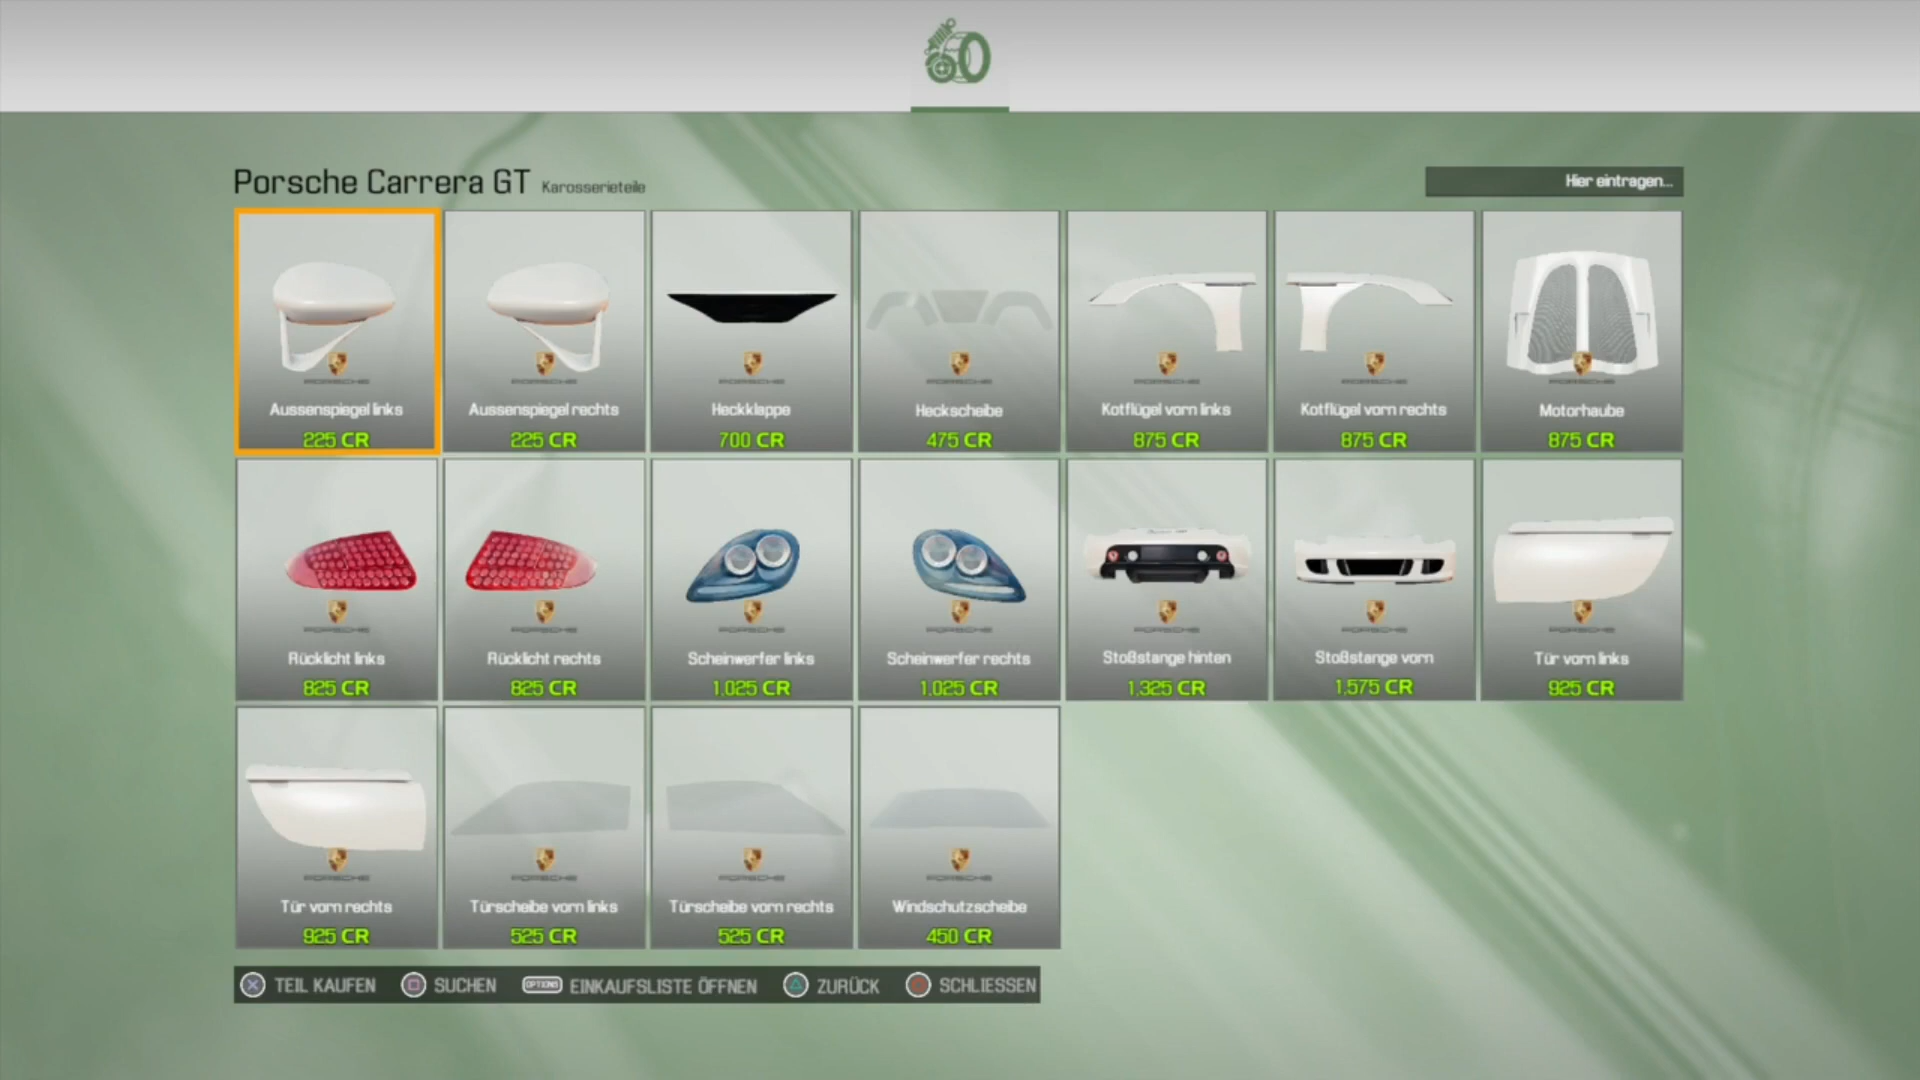 Porsche Carrera GT Karosserieteile
Hier eintragen...
Aussenspiegel links
225 CR
Aussenspiegel rechts
225 CR
Heckklappe
700 CR
Heckscheibe
475 CR
Kotflügel vorn links
875 CR
Kotflügel vorn rechts
875 CR
Motorhaube
875 CR
Rücklicht links
825 CR
Rücklicht rechts
825 CR
Scheinwerfer links
1,025 CR
Scheinwerfer rechts
1,025 CR
Stoßstange hinten
1,325 CR
Stoßstange vorn
1,575 CR
Tür vorn links
925 CR
Tür vorn rechts
925 CR
Türscheibe vorn links
525 CR
Türscheibe vorn rechts
525 CR
Windschutzscheibe
450 CR
TEIL KAUFEN SUCHEN OPTIONS EINKAUFSLISTE ÖFFNEN ZURÜCK SCHLIESSEN